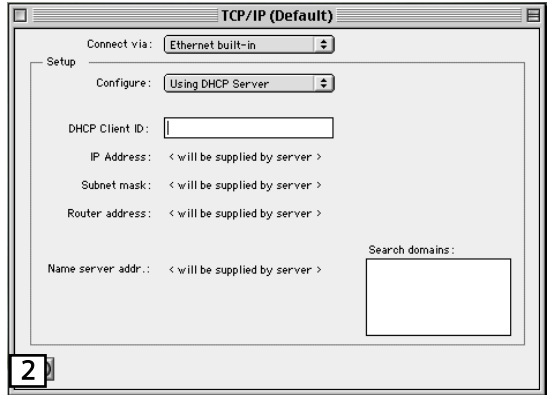 TCP/IP (Default)
Connect via: Ethernet built-in
Setup
Configure: Using DHCP Server
DHCP Client ID:
IP Address: < will be supplied by server >
Subnet mask: < will be supplied by server >
Router address: < will be supplied by server >
Search domains:
Name server addr.: < will be supplied by server >
2